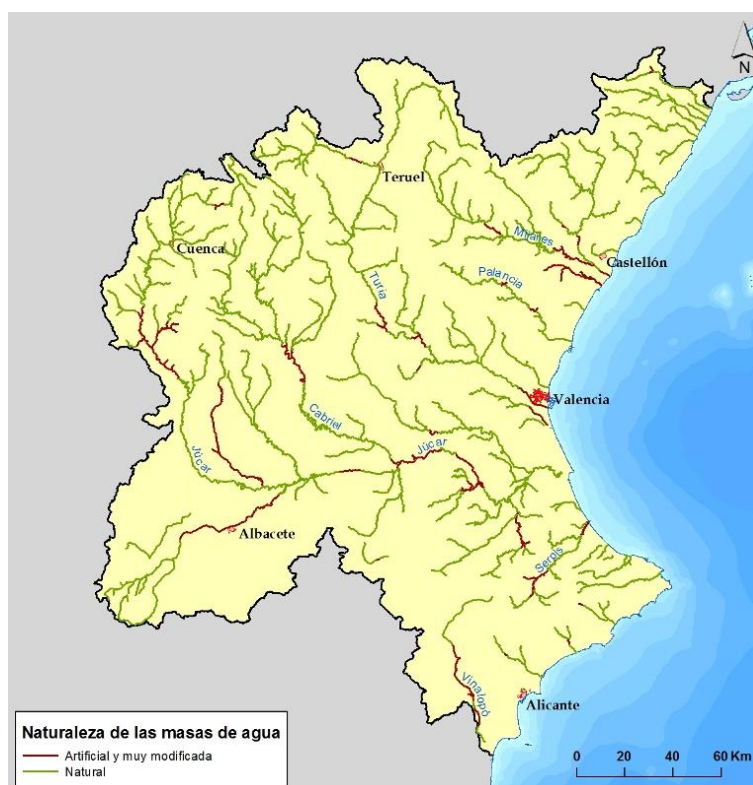 N
Teruel
Cuenca
Mijares
Castellón
Palancia
Turia
Valencia
Cabriel
Júcar
Júcar
Albacete
Serpis
Vinalopó
Alicante
Naturaleza de las masas de agua
Artificial y muy modificada
Natural
0 20 40 60 Km